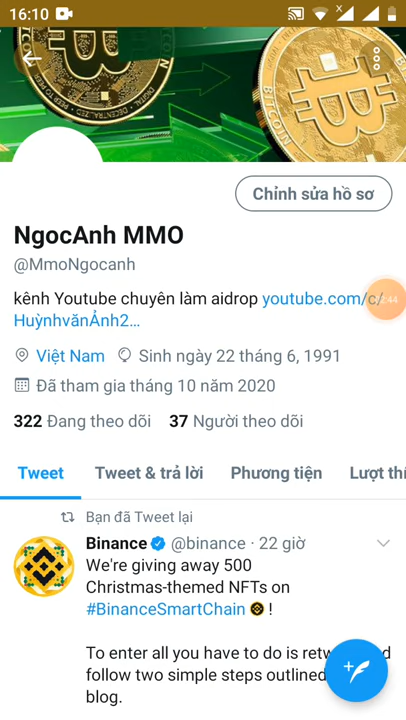 16:10
Chỉnh sửa hồ sơ
NgocAnh MMO
@MmoNgocanh
kênh Youtube chuyên làm aidrop youtube.com/c/
HuỳnhvănẢnh2…
Việt Nam Sinh ngày 22 tháng 6, 1991
Đã tham gia tháng 10 năm 2020
322 Đang theo dõi 37 Người theo dõi
Tweet Tweet & trả lời Phương tiện Lượt thí
Bạn đã Tweet lại
Binance @binance · 22 giờ
We're giving away 500
Christmas-themed NFTs on
#BinanceSmartChain !
To enter all you have to do is
follow two simple steps outlined
blog.